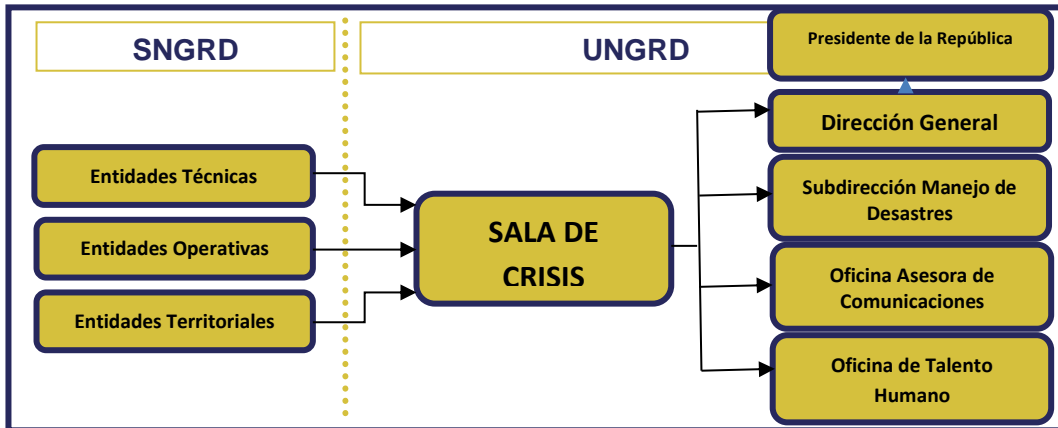 SNGRD
UNGRD
Presidente de la República
Dirección General
Entidades Técnicas
Subdirección Manejo de
Desastres
Entidades Operativas
SALA DE
CRISIS
Entidades Territoriales
Oficina Asesora de
Comunicaciones
Oficina de Talento
Humano